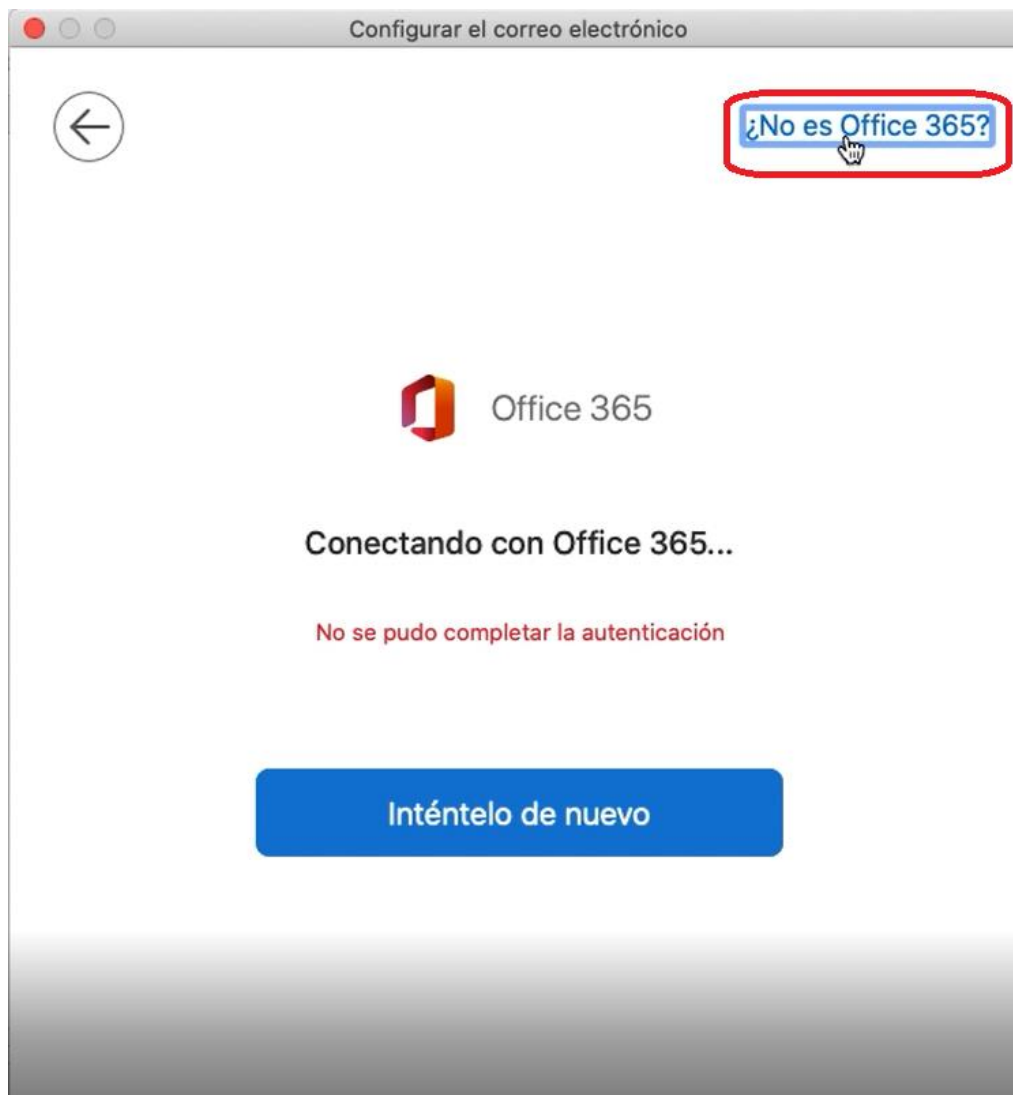 Configurar el correo electrónico
¿No es Office 365?
Office 365
Conectando con Office 365...
No se pudo completar la autenticación
Inténtelo de nuevo